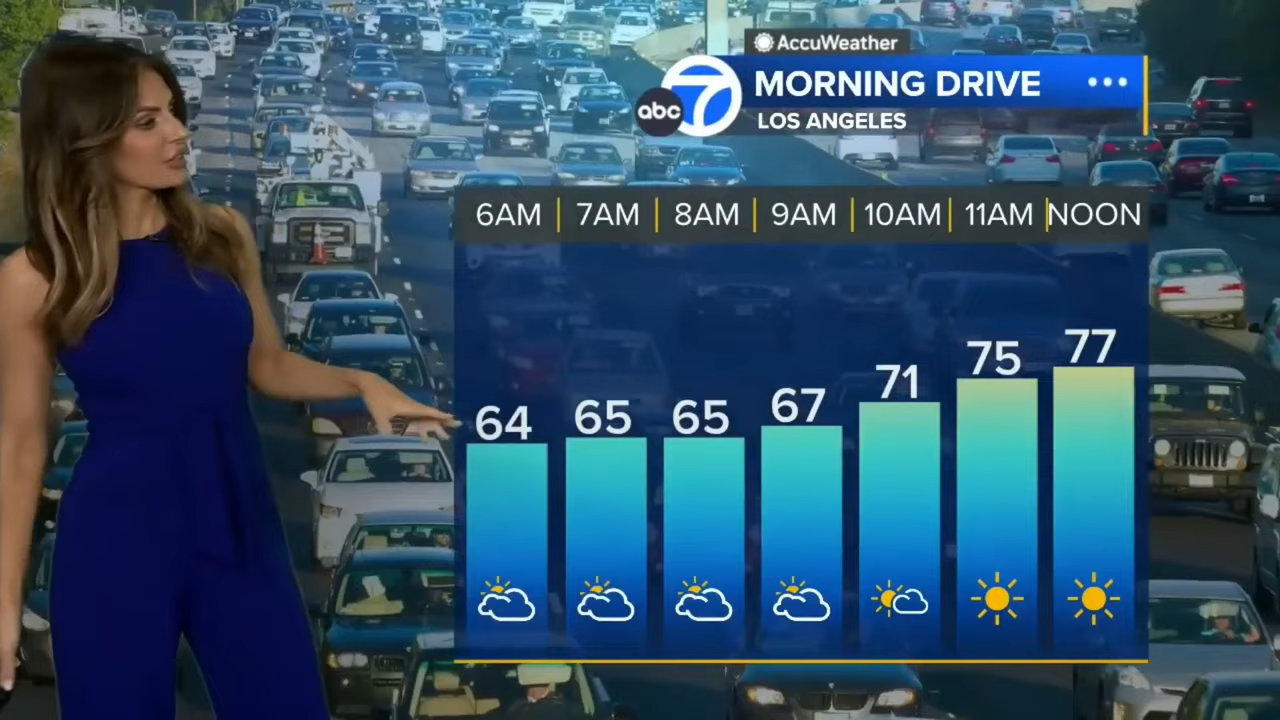 AccuWeather
abc 7
MORNING DRIVE
LOS ANGELES
6AM 7AM 8AM 9AM 10AM 11AM NOON
64 65 65 67 71 75 77